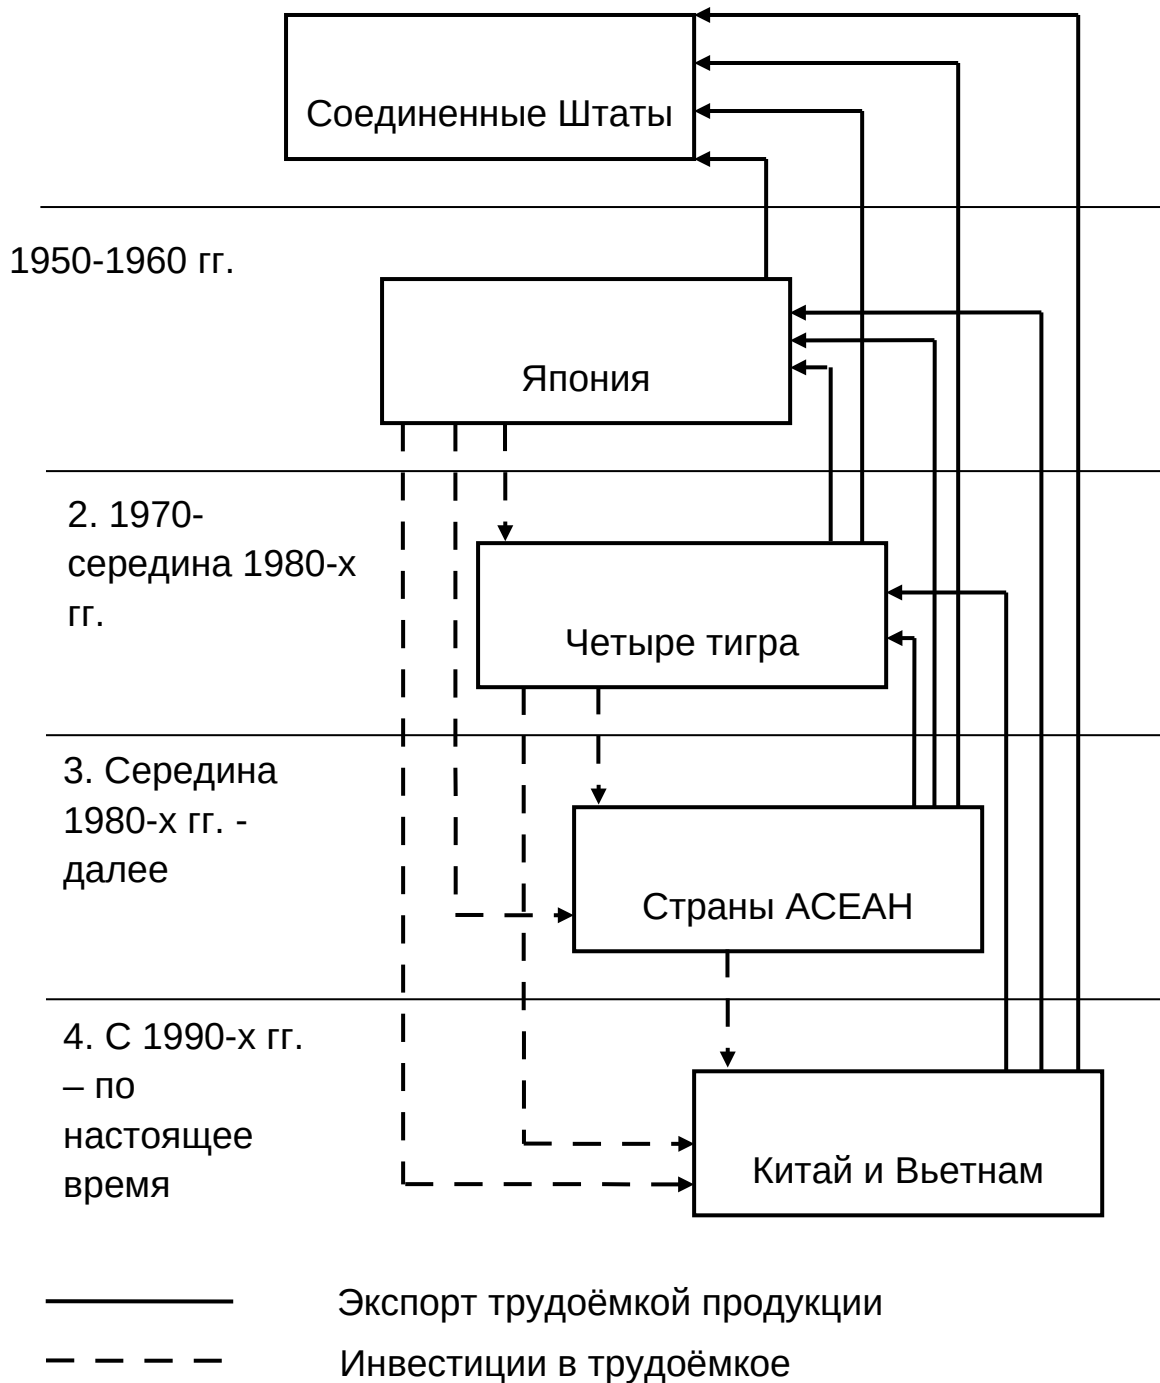 Соединенные Штаты
1950-1960 гг.
Япония
2. 1970-
середина 1980-х
гг.
Четыре тигра
3. Середина
1980-х гг. -
далее
Страны АСЕАН
4. С 1990-х гг.
– по
настоящее
время
Китай и Вьетнам
Экспорт трудоёмкой продукции
Инвестиции в трудоёмкое